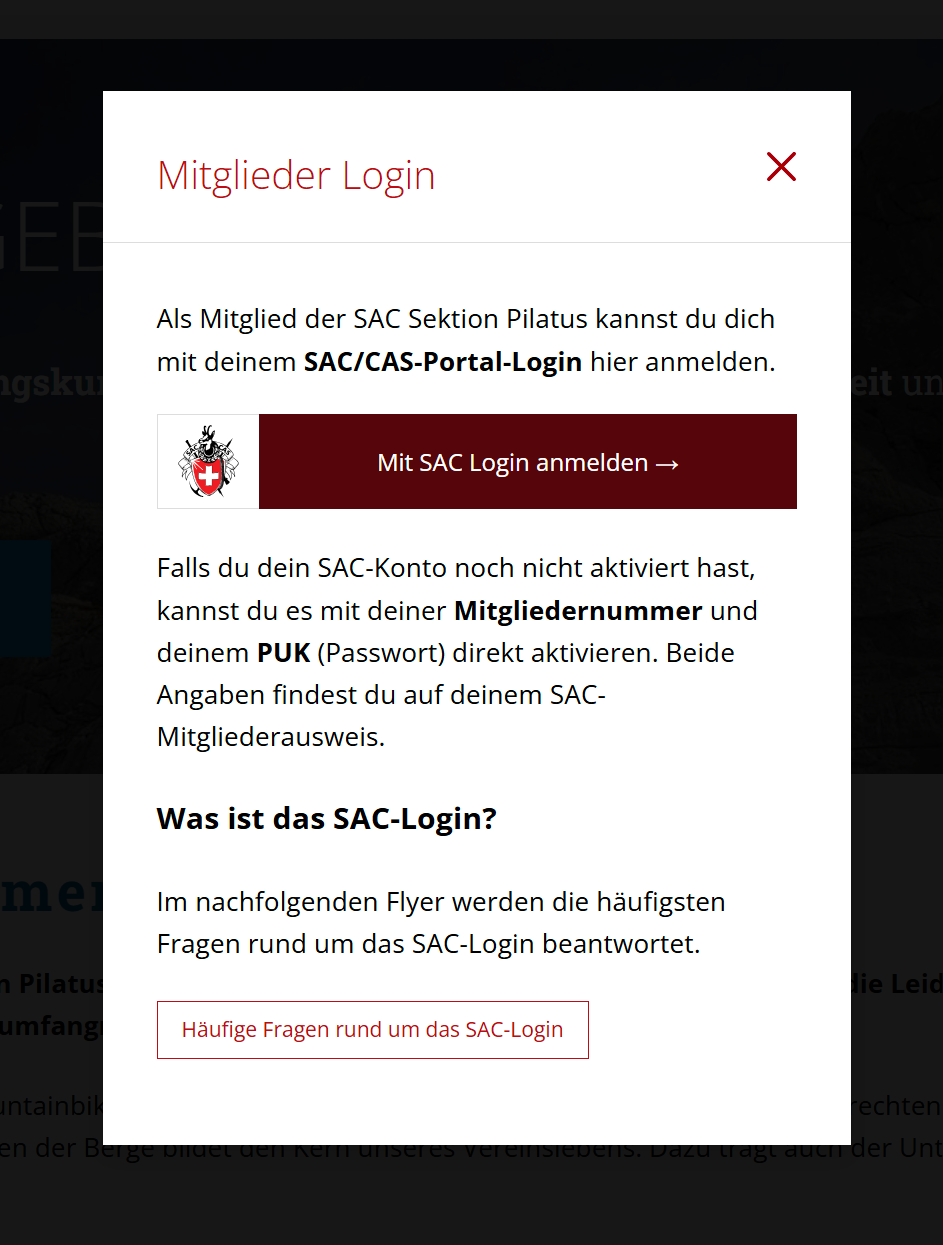 GEB
Mitglieder Login
ngskun
eit un
Als Mitglied der SAC Sektion Pilatus kannst du dich
mit deinem SAC/CAS-Portal-Login hier anmelden.
SAC CAS
Mit SAC Login anmelden →
Falls du dein SAC-Konto noch nicht aktiviert hast,
kannst du es mit deiner Mitgliedernummer und
deinem PUK (Passwort) direkt aktivieren. Beide
Angaben findest du auf deinem SAC-
Mitgliederausweis.
Was ist das SAC-Login?
mer
Im nachfolgenden Flyer werden die häufigsten
Fragen rund um das SAC-Login beantwortet.
n Pilatus
die Leid
umfangr
Häufige Fragen rund um das SAC-Login
untainbik
rechten
en der Berge bildet den Kern unseres Vereinslebens. Dazu trägt auch der Unt